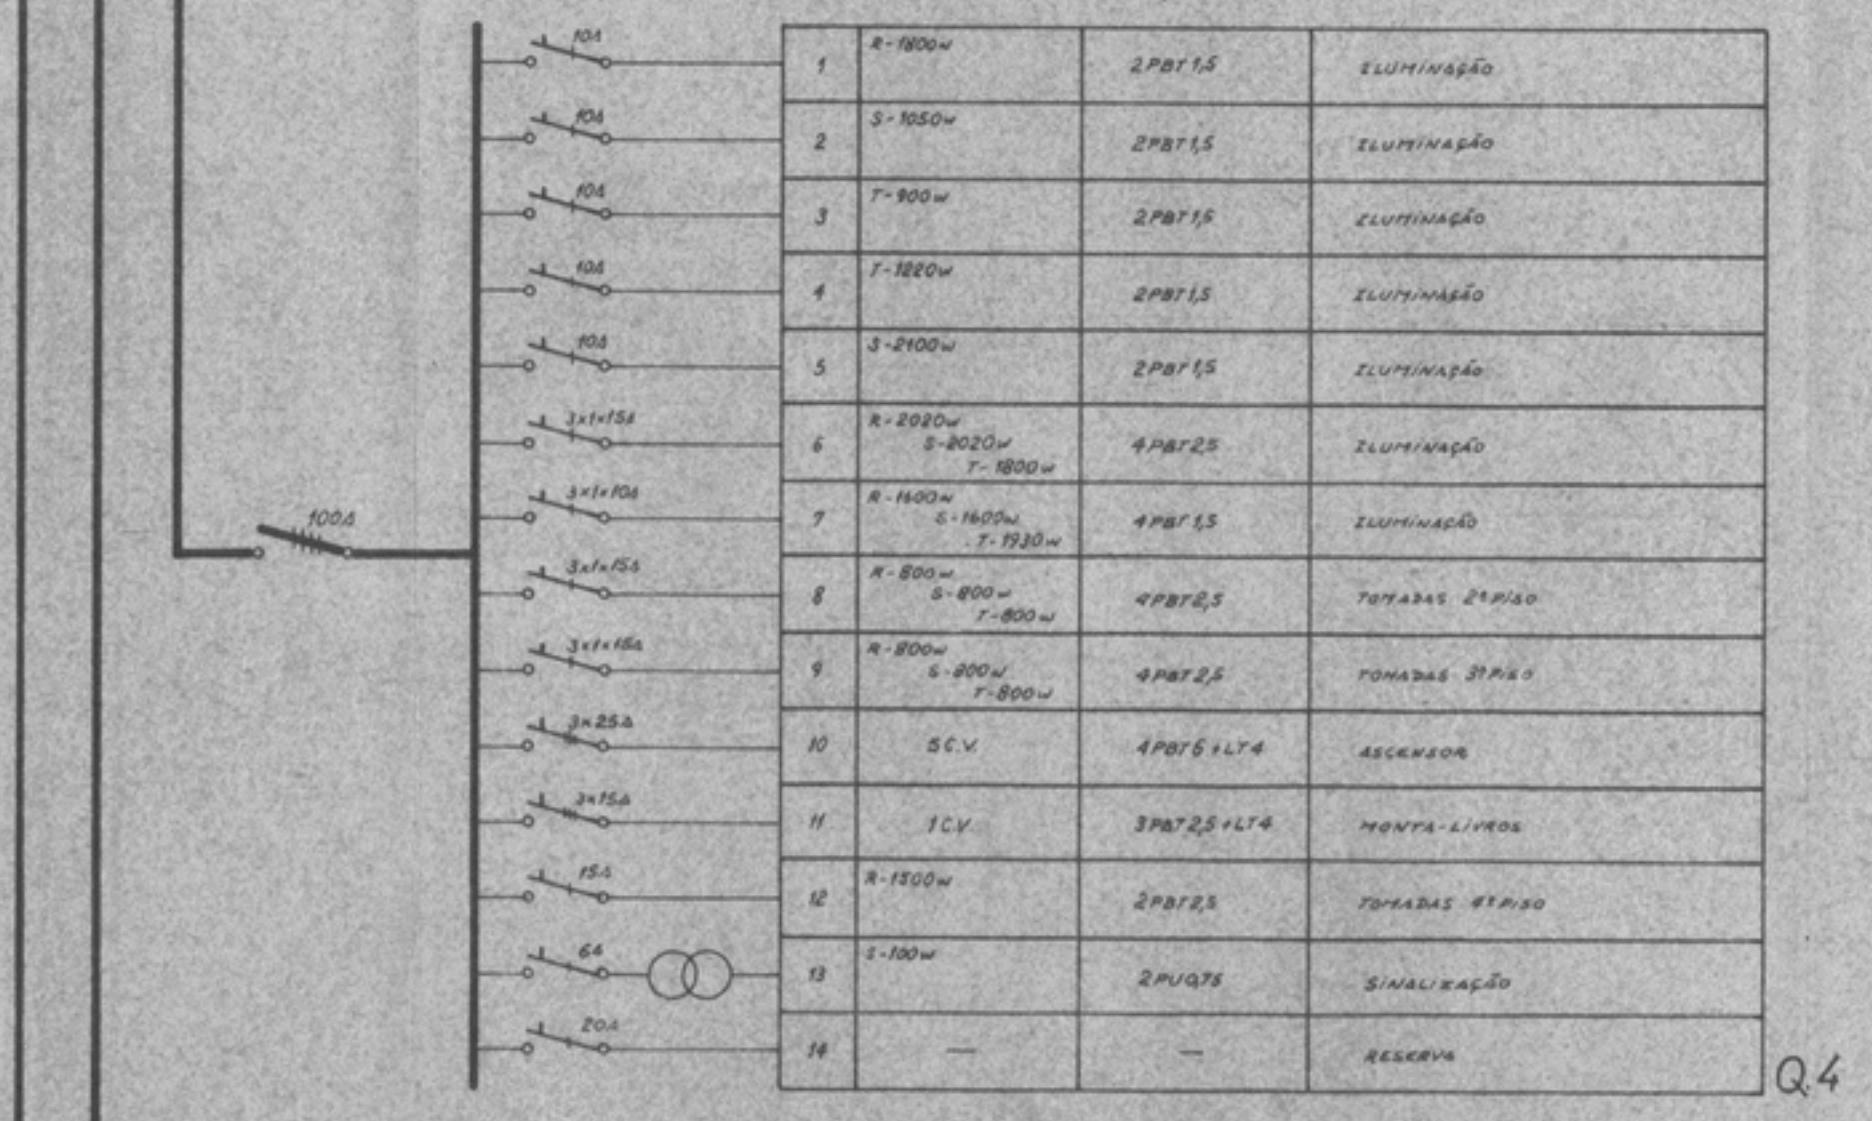 10A 1 R-1800w 2PBT1,5 ILUMINAÇÃO
10A 2 S-1050w 2PBT1,5 ILUMINAÇÃO
10A 3 T-900w 2PBT1,5 ILUMINAÇÃO
10A 4 T-1220w 2PBT1,5 ILUMINAÇÃO
10A 5 S-2100w 2PBT1,5 ILUMINAÇÃO
3x1x15A 6 R-2020w 4PBT2,5 ILUMINAÇÃO
S-2020w
T-1800w
3x1x10A 7 R-1600w 4PBT1,5 ILUMINAÇÃO
S-1600w
T-1930w
100A
3x1x15A 8 R-800w 4PBT2,5 TOMADAS 2º PISO
S-800w
T-800w
3x1x15A 9 R-800w 4PBT2,5 TOMADAS 3º PISO
S-800w
T-800w
3x25A 10 5C.V. 4PBT6+LT4 ASCENSOR
3x15A 11 1C.V. 3PBT2,5+LT4 MONTA-LIVROS
15A 12 R-1500w 2PBT2,5 TOMADAS 4º PISO
6A 13 S-100w 2PU0,75 SINALIZAÇÃO
20A 14 — — RESERVA
Q.4